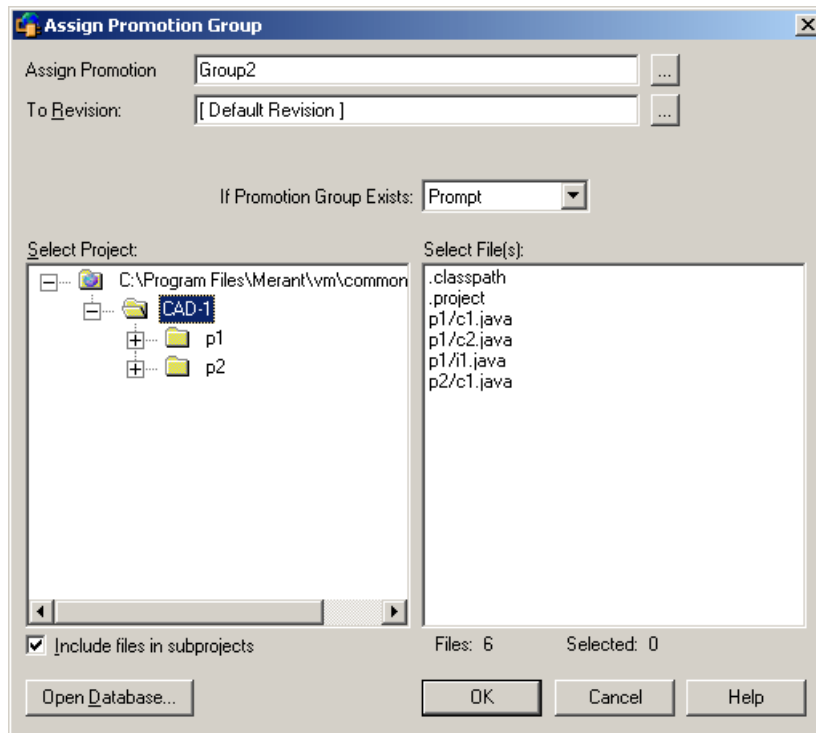 Assign Promotion Group
Assign Promotion
Group2
...
To Revision:
[ Default Revision ]
...
If Promotion Group Exists:
Prompt
Select Project:
C:\Program Files\Merant\vm\common
CAD-1
p1
p2
Select File(s):
.classpath
.project
p1/c1.java
p1/c2.java
p1/i1.java
p2/c1.java
Include files in subprojects
Files: 6
Selected: 0
Open Database...
OK
Cancel
Help